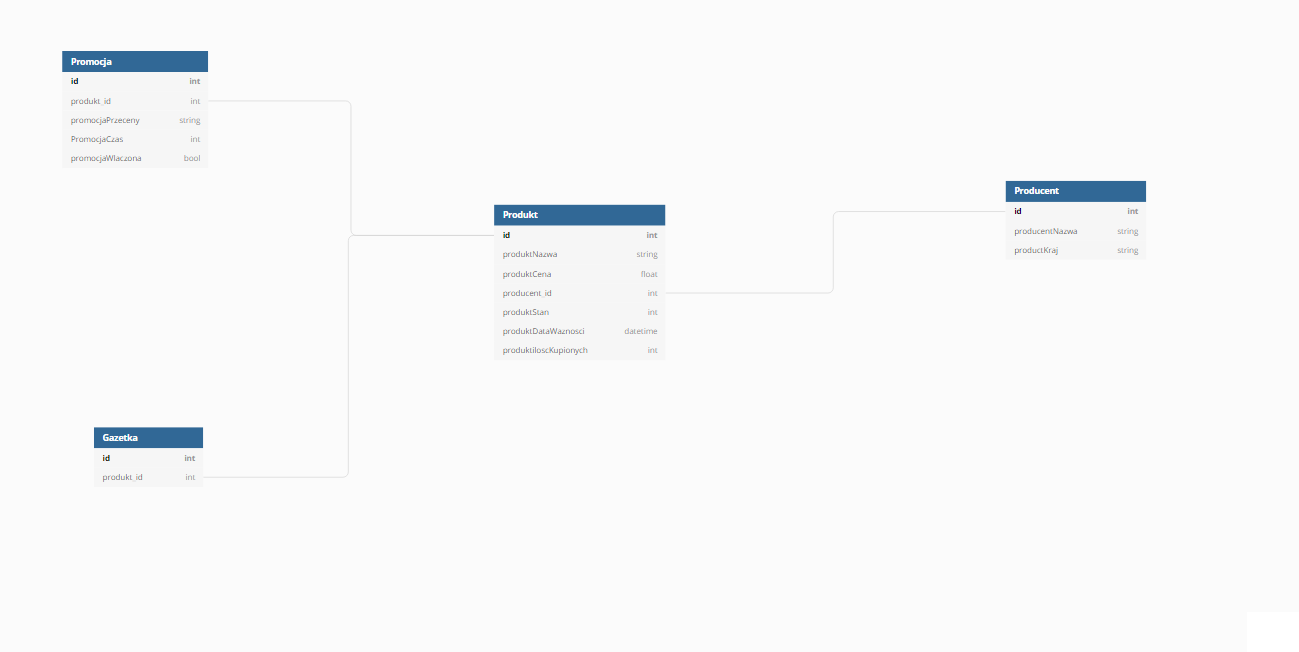 Promocja
id int
produkt_id int
promocjaPrzeceny string
PromocjaCzas int
promocjaWlaczona bool
Produkt
id int
produktNazwa string
produktCena float
producent_id int
produktStan int
produktDataWaznosci datetime
produktiloscKupionych int
Producent
id int
producentNazwa string
productKraj string
Gazetka
id int
produkt_id int